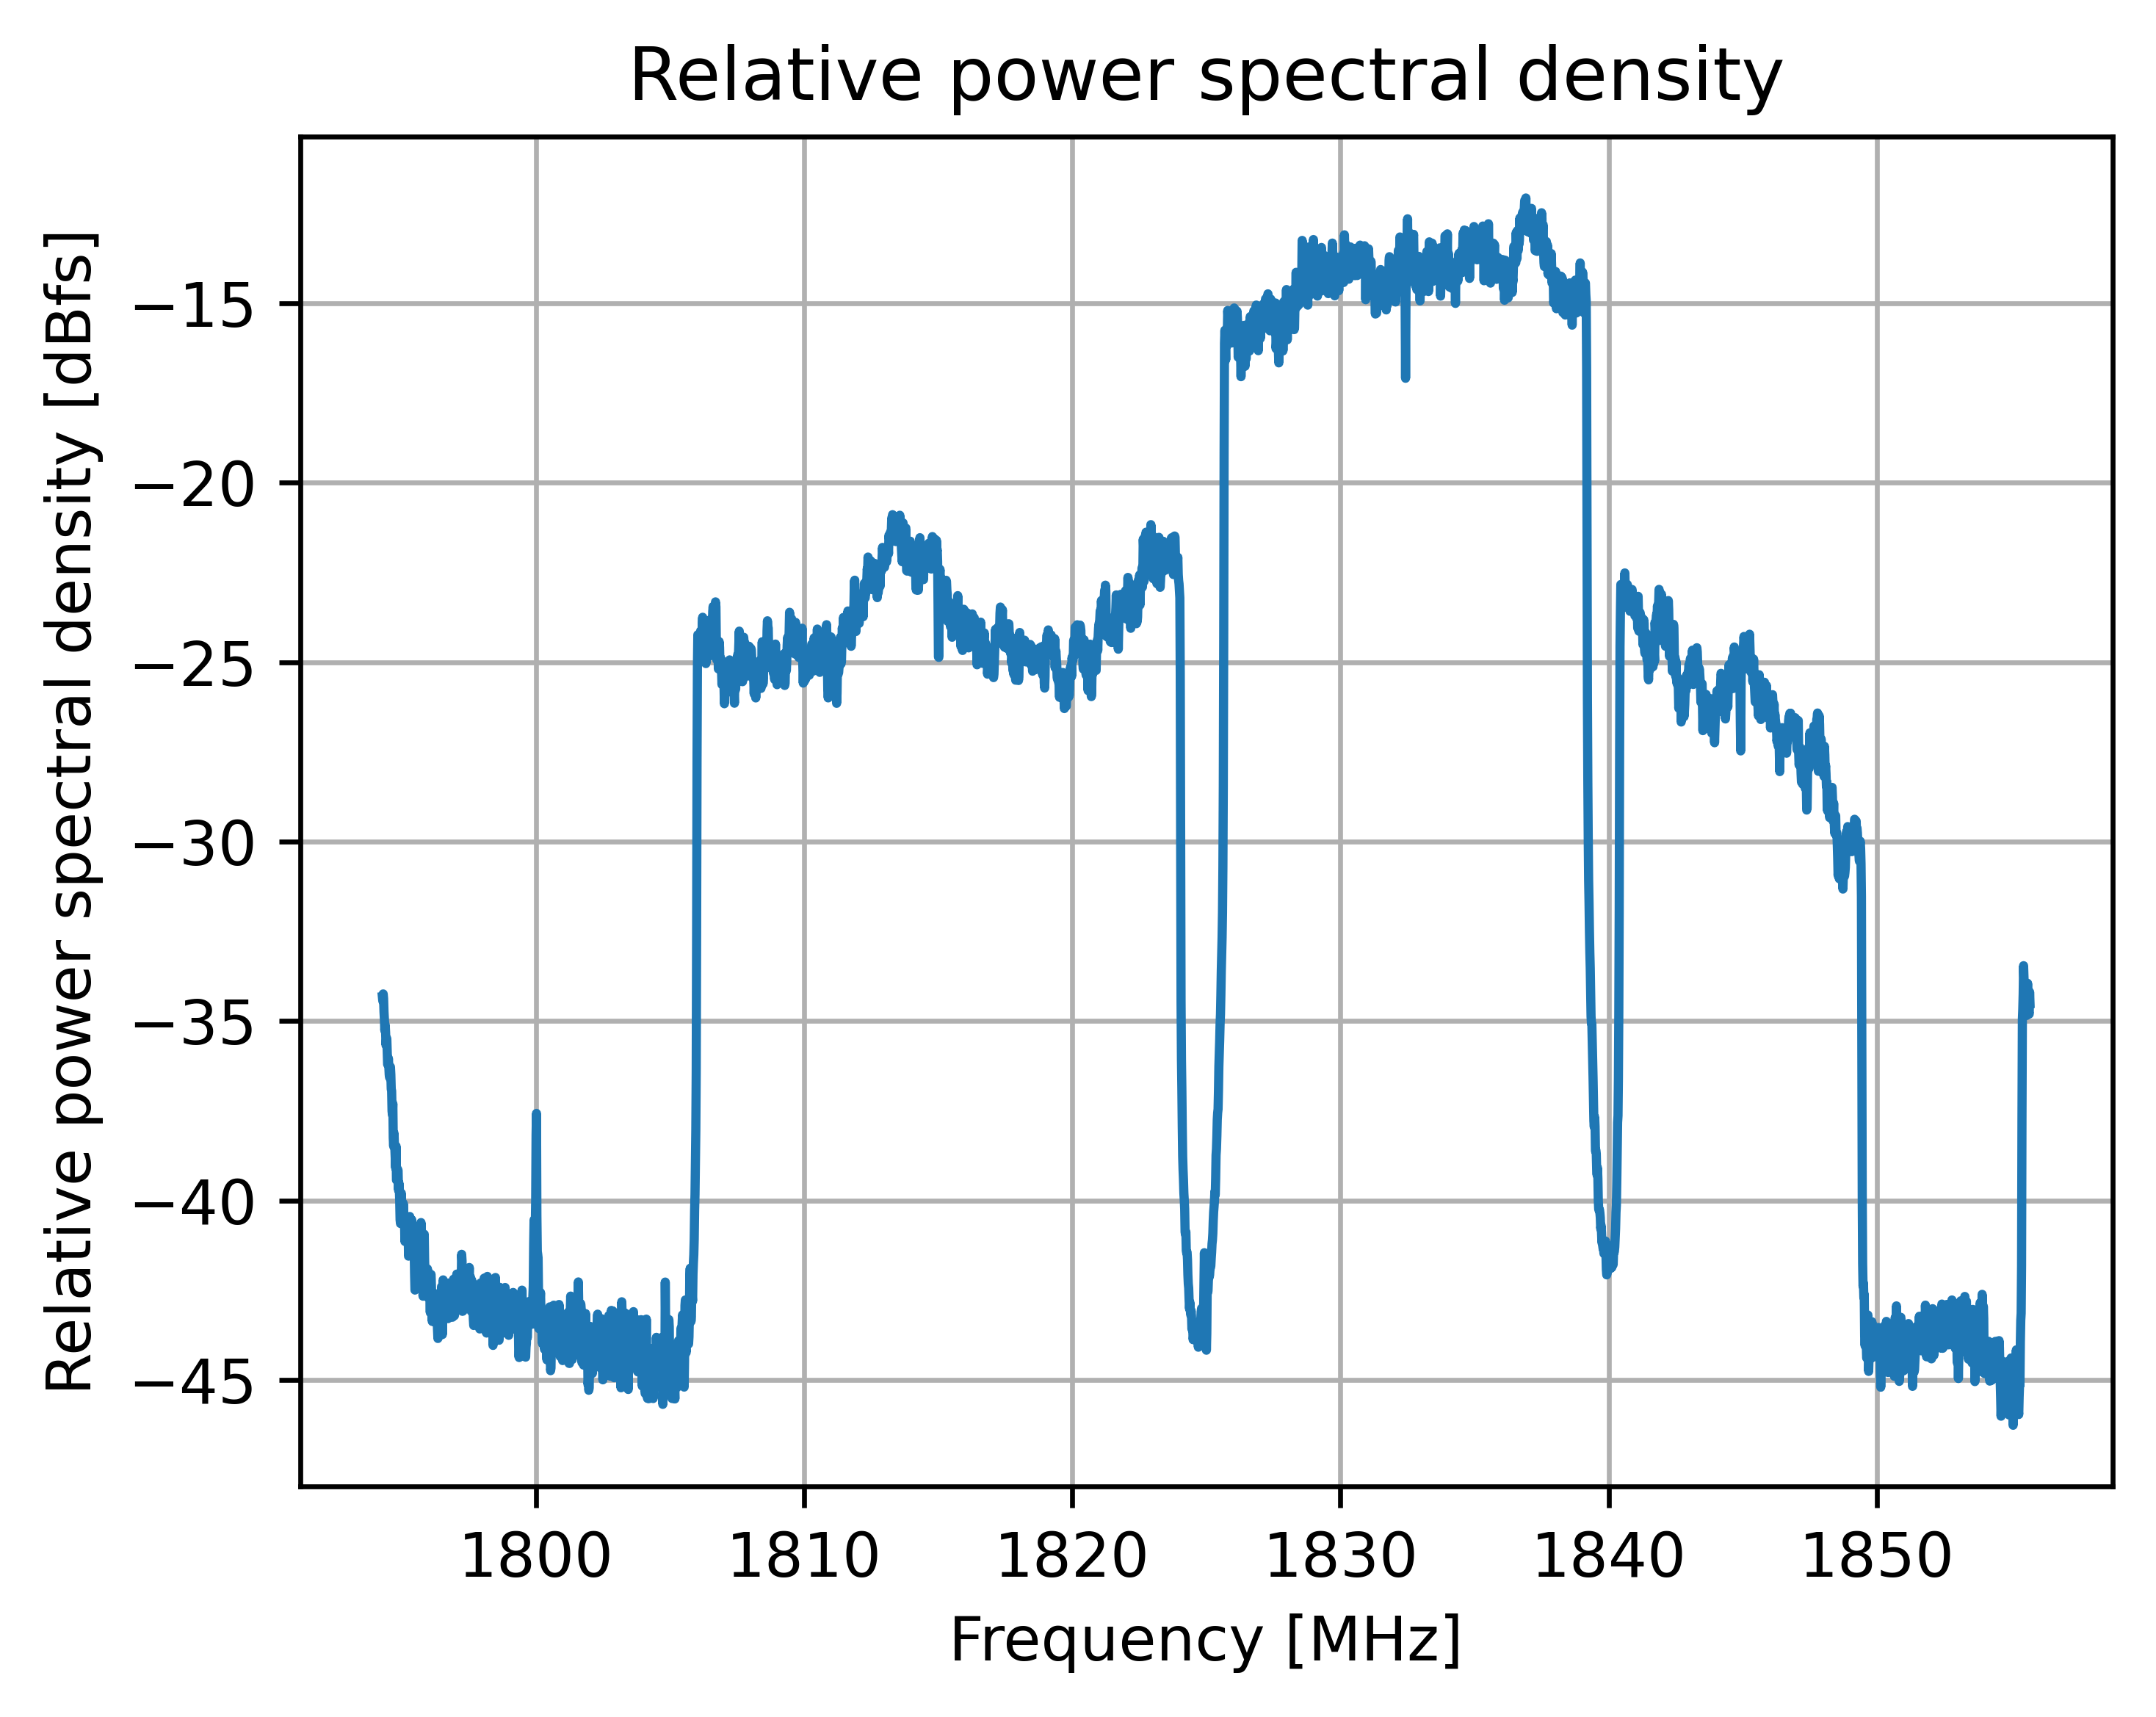 Relative power spectral density
Relative power spectral density [dBfs]
−15
−20
−25
−30
−35
−40
−45
1800 1810 1820 1830 1840 1850
Frequency [MHz]